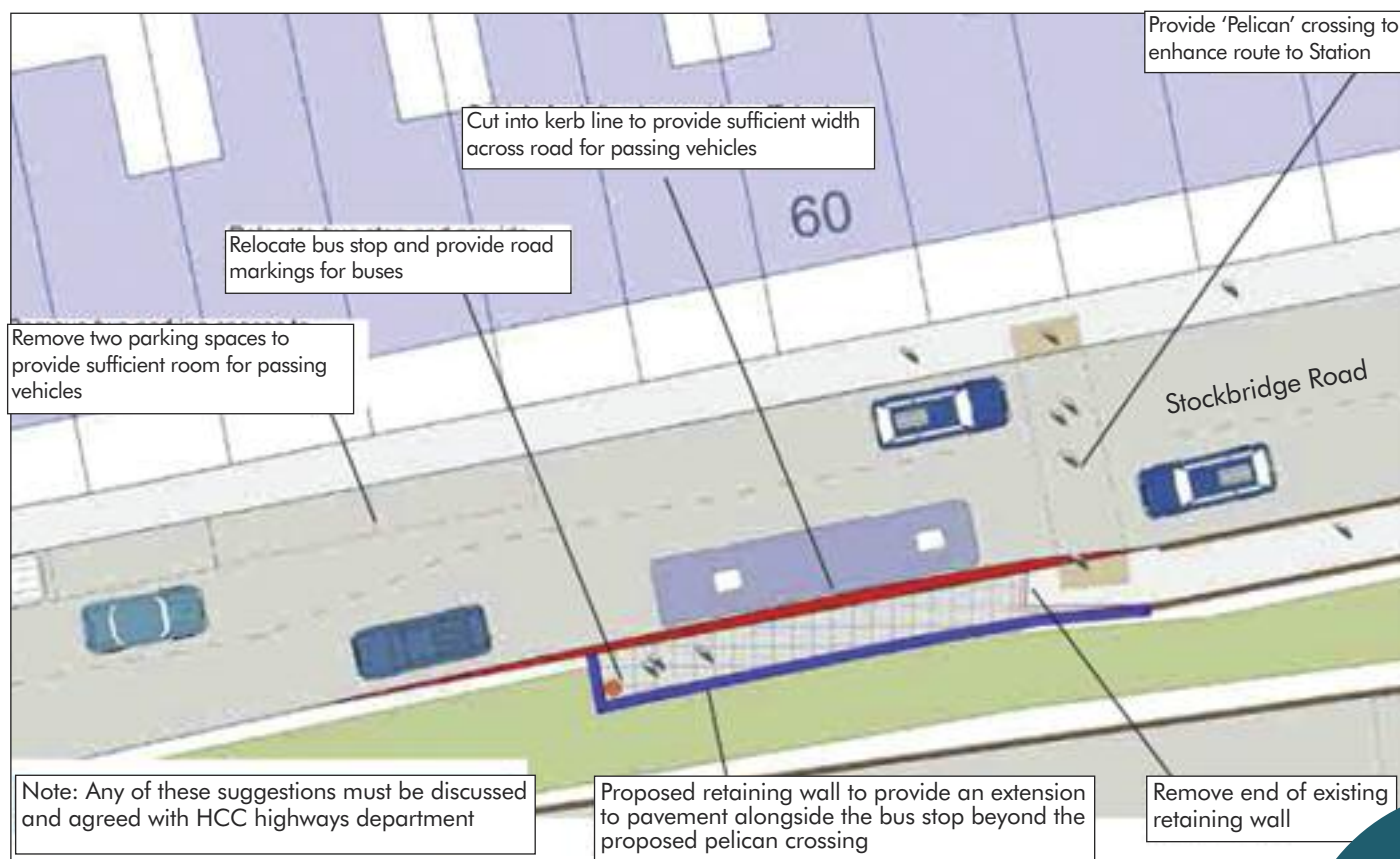 Provide ‘Pelican’ crossing to
enhance route to Station
Cut into kerb line to provide sufficient width
across road for passing vehicles
60
Relocate bus stop and provide road
markings for buses
Remove two parking spaces to
provide sufficient room for passing
vehicles
Stockbridge Road
Note: Any of these suggestions must be discussed
and agreed with HCC highways department
Proposed retaining wall to provide an extension
to pavement alongside the bus stop beyond the
proposed pelican crossing
Remove end of existing
retaining wall